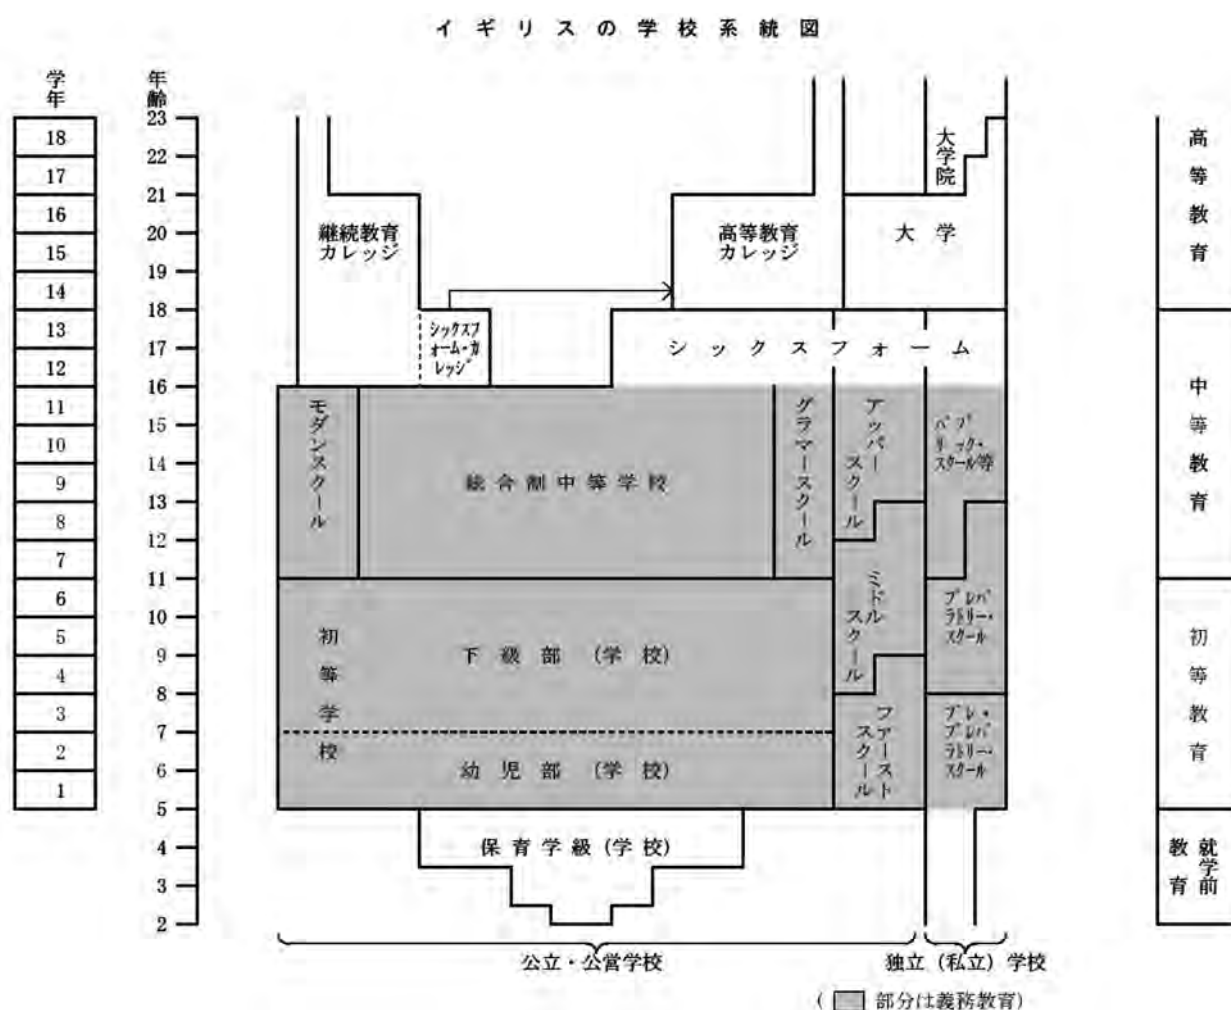 イギリスの学校系統図
学年
年齢
23
18
22
17
21
16
20
15
19
14
18
13
17
12
16
11
15
10
14
9
13
8
12
7
11
6
10
5
9
4
8
3
7
2
6
1
5
4
3
2
継続教育
カレッジ
高等教育
カレッジ
大学
大学院
シックスフ
ォーム・カ
レッジ
シックスフォーム
モダンスクール
総合制中等学校
グラマースクール
アッパー
スクール
パブ
リック・
スクール等
ミドル
スクール
プレパ
ラトリー・
スクール
初等学校
下級部(学校)
幼児部(学校)
ファースト
スクール
プレ・
プレパ
ラトリー・
スクール
保育学級(学校)
高等教育
中等教育
初等教育
就学前
教育
公立・公営学校
独立(私立)学校
(部分は義務教育)